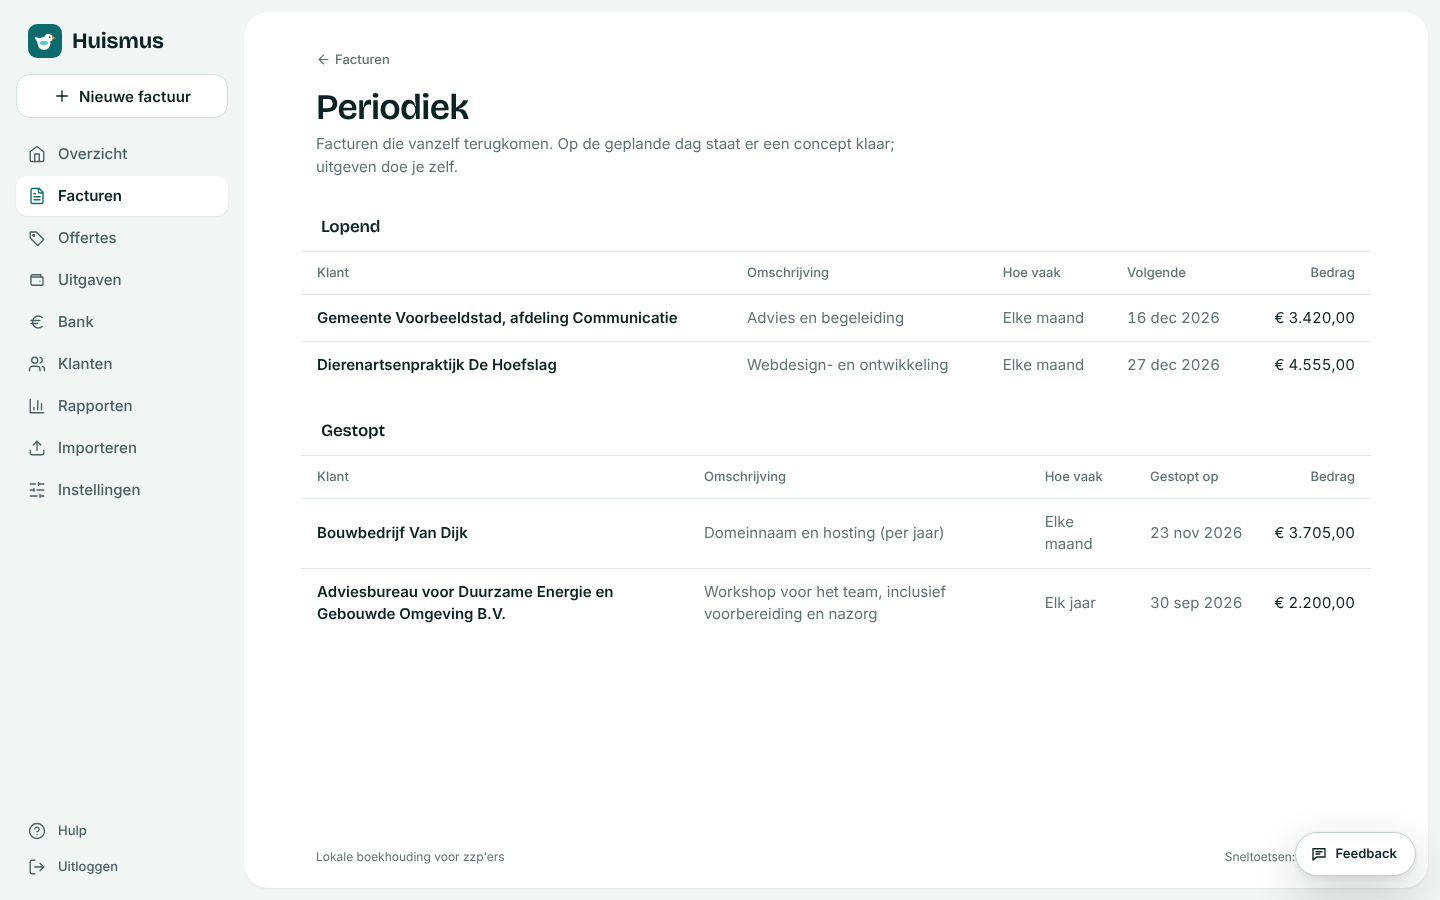 Huismus
Nieuwe factuur
Overzicht
Facturen
Offertes
Uitgaven
Bank
Klanten
Rapporten
Importeren
Instellingen
Hulp
Uitloggen
Facturen
Periodiek
Facturen die vanzelf terugkomen. Op de geplande dag staat er een concept klaar;
uitgeven doe je zelf.
Lopend
Klant Omschrijving Hoe vaak Volgende Bedrag
Gemeente Voorbeeldstad, afdeling Communicatie Advies en begeleiding Elke maand 16 dec 2026 € 3.420,00
Dierenartsenpraktijk De Hoefslag Webdesign- en ontwikkeling Elke maand 27 dec 2026 € 4.555,00
Gestopt
Klant Omschrijving Hoe vaak Gestopt op Bedrag
Bouwbedrijf Van Dijk Domeinnaam en hosting (per jaar) Elke
maand 23 nov 2026 € 3.705,00
Adviesbureau voor Duurzame Energie en
Gebouwde Omgeving B.V. Workshop voor het team, inclusief
voorbereiding en nazorg Elk jaar 30 sep 2026 € 2.200,00
Lokale boekhouding voor zzp'ers
Sneltoetsen:
Feedback